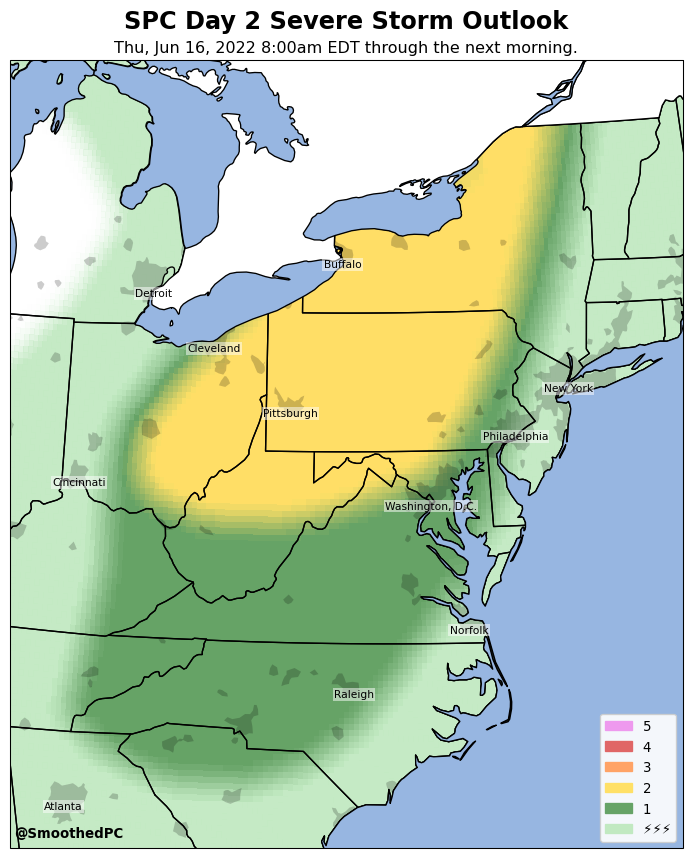 SPC Day 2 Severe Storm Outlook
Thu, Jun 16, 2022 8:00am EDT through the next morning.
Buffalo
Detroit
Cleveland
New York
Pittsburgh
Philadelphia
Cincinnati
Washington, D.C.
Norfolk
Raleigh
Atlanta
5
4
3
2
1
⚡⚡⚡
@SmoothedPC